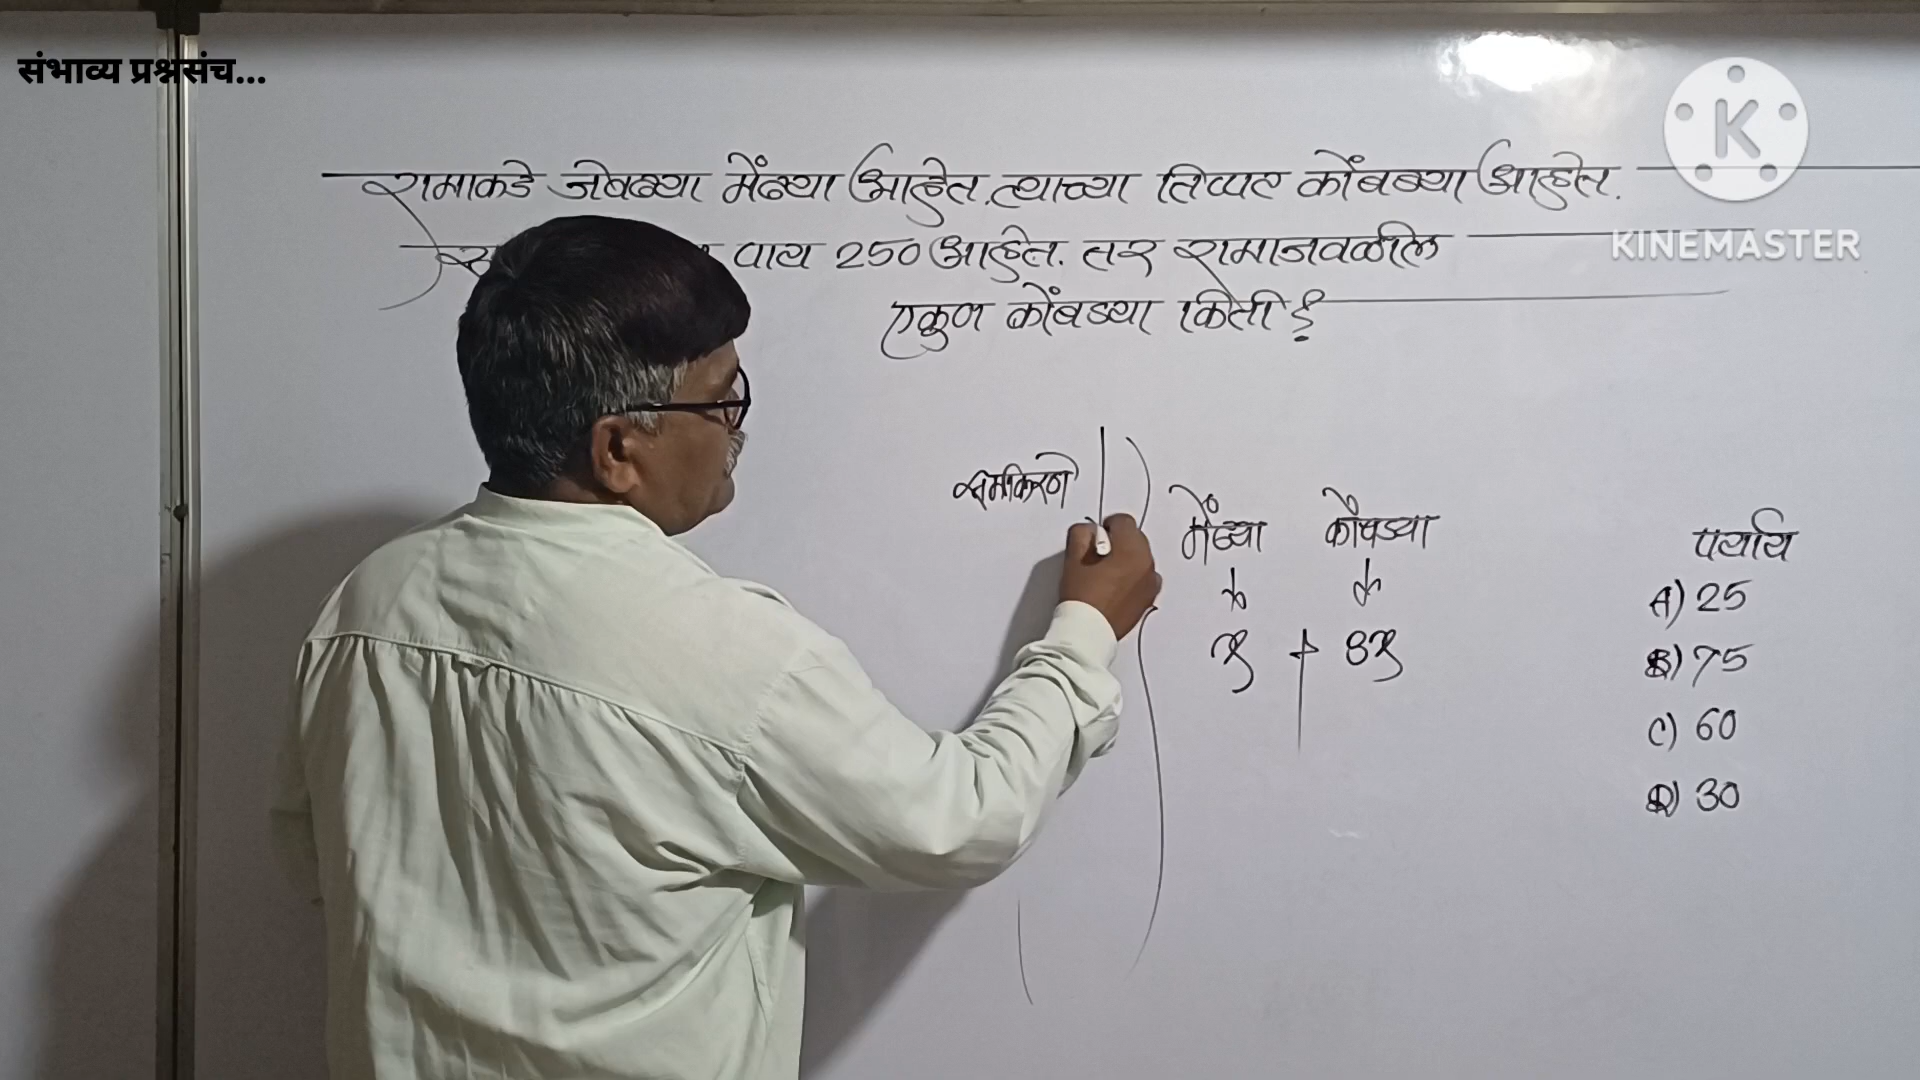 संभाव्य प्रश्नसंच...
KINEMASTER
रामाकडे जेवढ्या मेंढ्या आहेत. त्याच्या तिप्पट कोंबड्या आहेत.
पाय 250 आहेत. तर रामाजवळील
एकुण कोंबड्या किती?
समीकरणे
मेंढ्या कोंबड्या
पर्याय
A) 25
B) 75
C) 60
D) 30